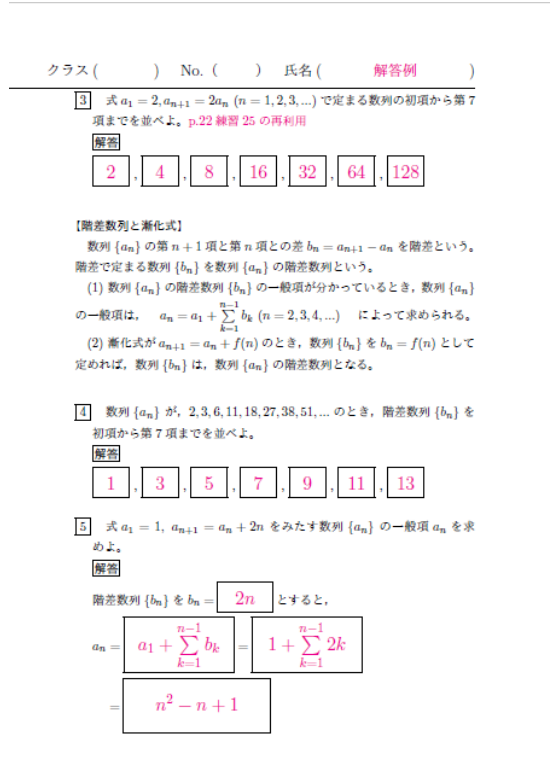 クラス (　　　) No. (　　　) 氏名 (　解答例　)
3 式 a₁ = 2, aₙ₊₁ = 2aₙ (n = 1, 2, 3, ...) で定まる数列の初項から第 7
項までを並べよ。p.22 練習 25 の再利用
解答
2 , 4 , 8 , 16 , 32 , 64 , 128
【階差数列と漸化式】
数列 {aₙ} の第 n + 1 項と第 n 項との差 bₙ = aₙ₊₁ − aₙ を階差という。
階差で定まる数列 {bₙ} を数列 {aₙ} の階差数列という。
(1) 数列 {aₙ} の階差数列 {bₙ} の一般項が分かっているとき，数列 {aₙ}
の一般項は，　aₙ = a₁ + ∑_{k=1}^{n−1} bₖ (n = 2, 3, 4, ...)　によって求められる。
(2) 漸化式が aₙ₊₁ = aₙ + f(n) のとき，数列 {bₙ} を bₙ = f(n) として
定めれば，数列 {bₙ} は，数列 {aₙ} の階差数列となる。
4 数列 {aₙ} が，2, 3, 6, 11, 18, 27, 38, 51, ... のとき，階差数列 {bₙ} を
初項から第 7 項までを並べよ。
解答
1 , 3 , 5 , 7 , 9 , 11 , 13
5 式 a₁ = 1, aₙ₊₁ = aₙ + 2n をみたす数列 {aₙ} の一般項 aₙ を求
めよ。
解答
階差数列 {bₙ} を bₙ = 2n とすると，
aₙ = a₁ + ∑_{k=1}^{n−1} bₖ = 1 + ∑_{k=1}^{n−1} 2k
= n² − n + 1